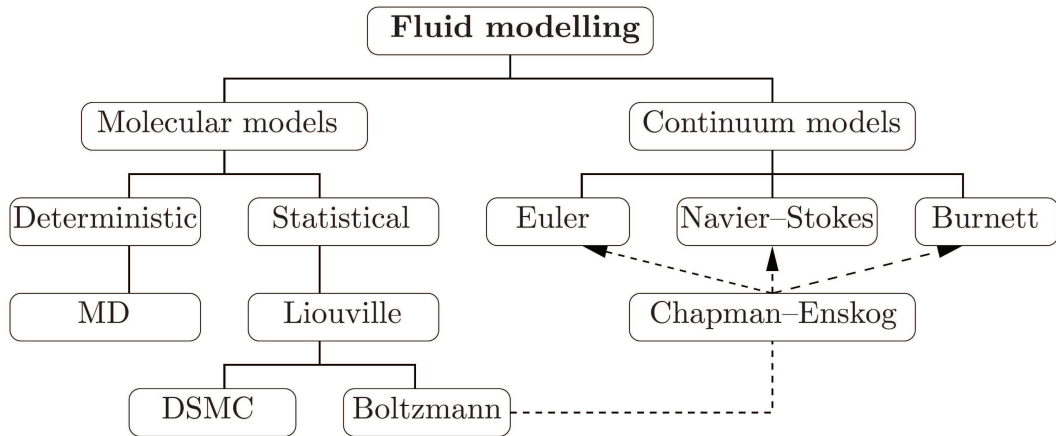 Fluid modelling
Molecular models
Continuum models
Deterministic
Statistical
Euler
Navier–Stokes
Burnett
MD
Liouville
Chapman–Enskog
DSMC
Boltzmann